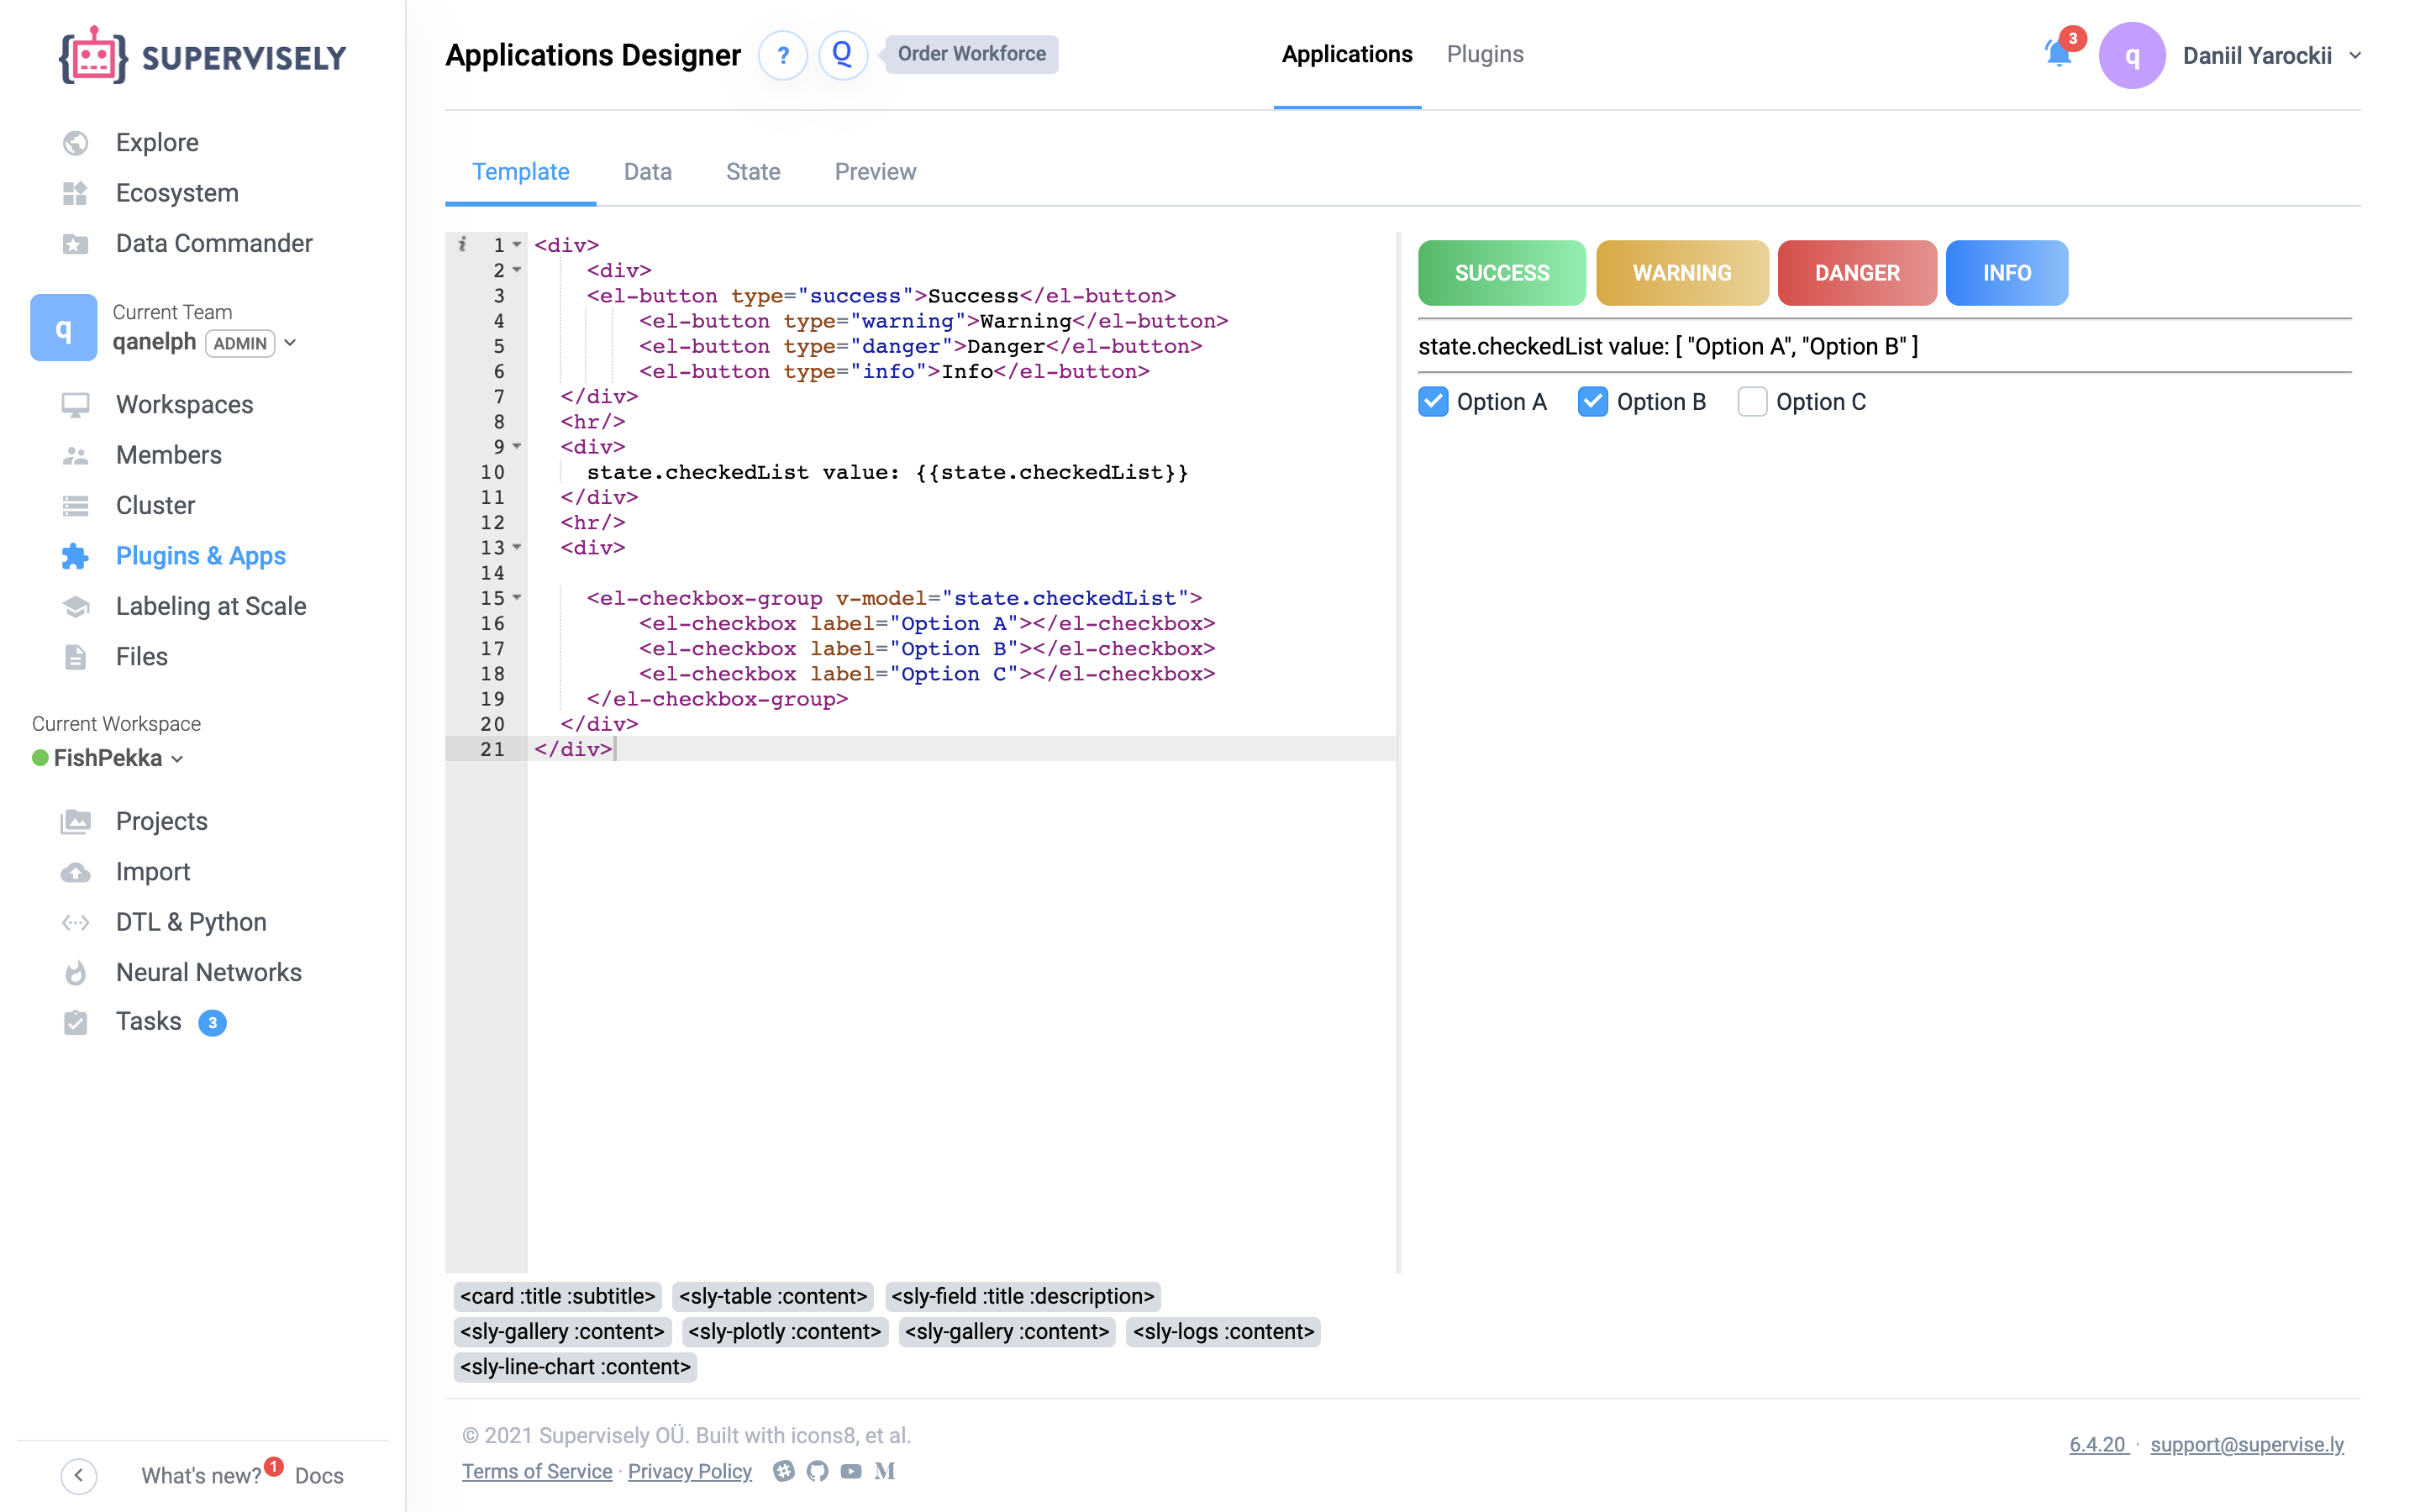 SUPERVISELY
Explore
Ecosystem
Data Commander
q
Current Team
qanelph ADMIN
Workspaces
Members
Cluster
Plugins & Apps
Labeling at Scale
Files
Current Workspace
FishPekka
Projects
Import
DTL & Python
Neural Networks
Tasks 3
What's new? 1 Docs
Applications Designer ? Q Order Workforce
Applications Plugins
3 q Daniil Yarockii
Template Data State Preview
i 1 <div>
2 <div>
3 <el-button type="success">Success</el-button>
4 <el-button type="warning">Warning</el-button>
5 <el-button type="danger">Danger</el-button>
6 <el-button type="info">Info</el-button>
7 </div>
8 <hr/>
9 <div>
10 state.checkedList value: {{state.checkedList}}
11 </div>
12 <hr/>
13 <div>
14
15 <el-checkbox-group v-model="state.checkedList">
16 <el-checkbox label="Option A"></el-checkbox>
17 <el-checkbox label="Option B"></el-checkbox>
18 <el-checkbox label="Option C"></el-checkbox>
19 </el-checkbox-group>
20 </div>
21 </div>
SUCCESS WARNING DANGER INFO
state.checkedList value: [ "Option A", "Option B" ]
Option A Option B Option C
<card :title :subtitle> <sly-table :content> <sly-field :title :description>
<sly-gallery :content> <sly-plotly :content> <sly-gallery :content> <sly-logs :content>
<sly-line-chart :content>
© 2021 Supervisely OÜ. Built with icons8, et al.
Terms of Service · Privacy Policy M
6.4.20 · support@supervise.ly